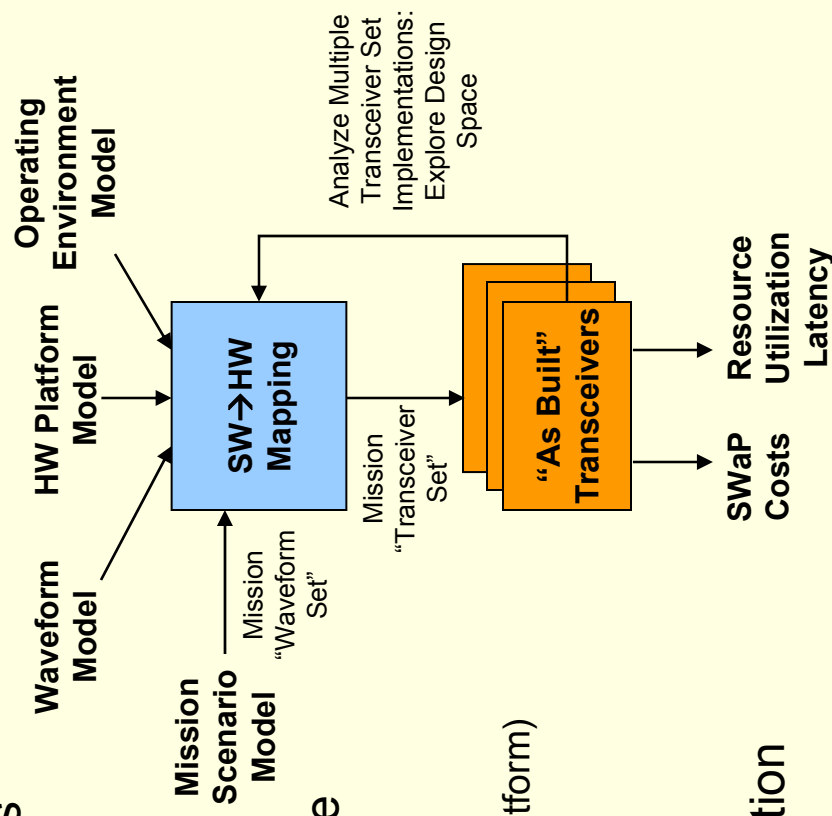 Operating
Environment
Model
HW Platform
Model
Waveform
Model
Analyze Multiple
Transceiver Set
Implementations:
Explore Design
Space
SW→HW
Mapping
Mission
“Waveform
Set”
Mission
Scenario
Model
Mission
“Transceiver
Set”
“As Built”
Transceivers
SWaP
Costs
Resource
Utilization
Latency
s
e
tform)
tion